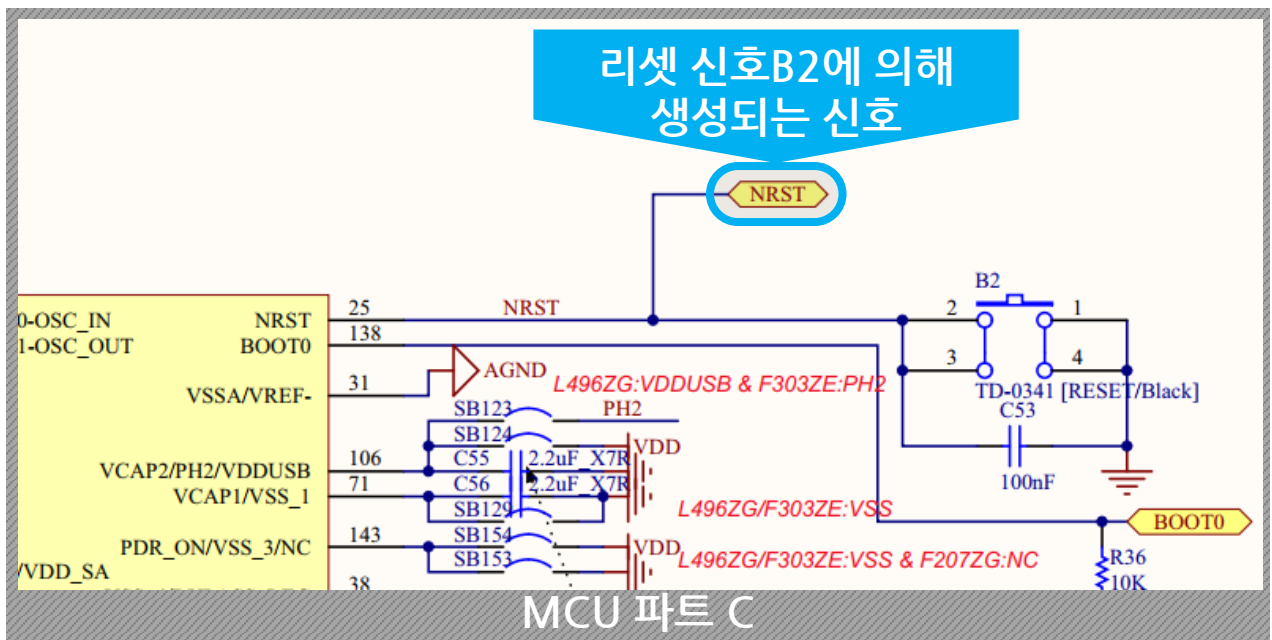 리셋 신호B2에 의해
생성되는 신호
NRST
B2
0-OSC_IN NRST 25 NRST 2 1
1-OSC_OUT BOOT0 138
3 4
VSSA/VREF- 31 AGND L496ZG:VDDUSB & F303ZE:PH2
TD-0341 [RESET/Black]
SB123 PH2 C53
SB124 VDD
VCAP2/PH2/VDDUSB 106 C55 2.2uF_X7R
VCAP1/VSS_1 71 C56 2.2uF_X7R 100nF
SB129 L496ZG/F303ZE:VSS
BOOT0
PDR_ON/VSS_3/NC 143 SB154 VDD
SB153 L496ZG/F303ZE:VSS & F207ZG:NC R36
/VDD_SA 38 10K
MCU 파트 C